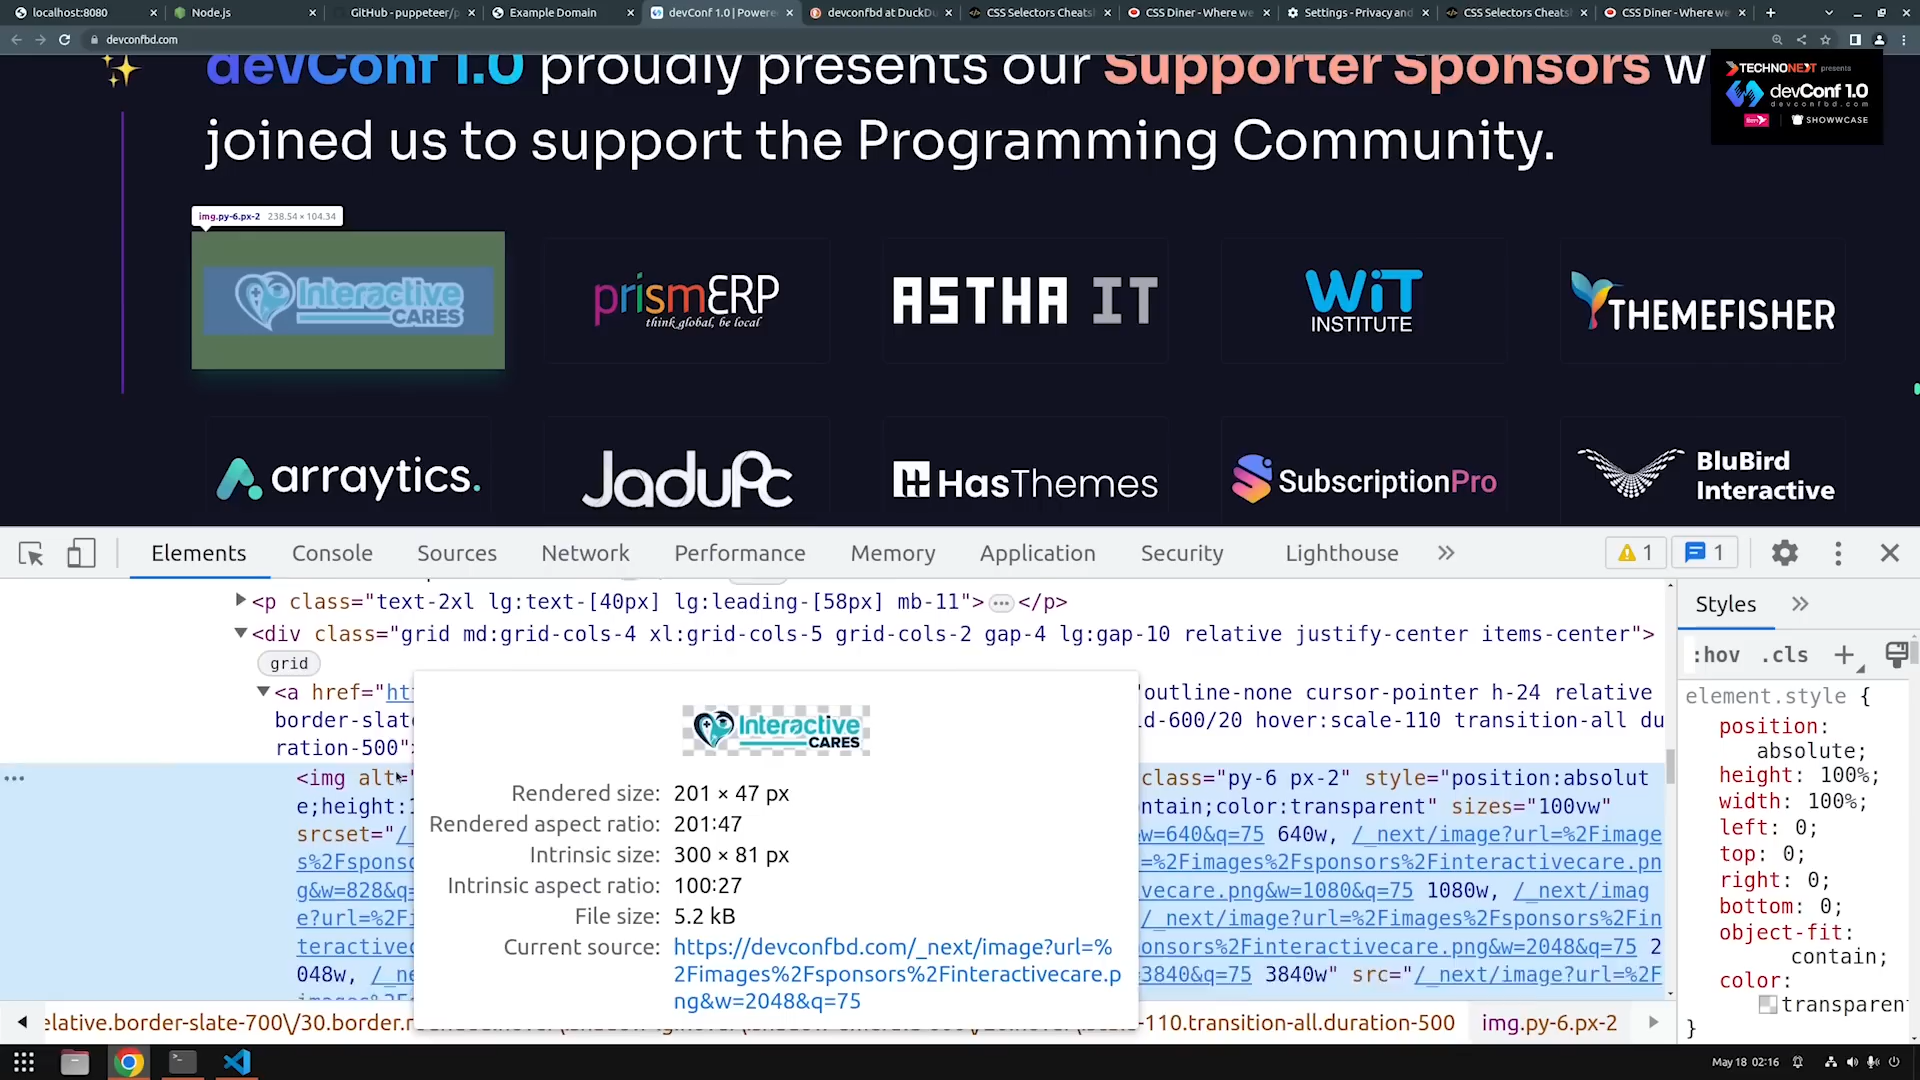 localhost:8080
Node.js
GitHub - puppeteer/p
Example Domain
devConf 1.0 | Powere
devconfbd at DuckDu
CSS Selectors Cheats
CSS Diner - Where we
Settings - Privacy and
CSS Selectors Cheats
CSS Diner - Where we
devconfbd.com
devConf 1.0 proudly presents our Supporter Sponsors w
joined us to support the Programming Community.
TECHNONEXT presents
devConf 1.0
devconfbd.com
SHOWWCASE
img.py-6.px-2 238.54 × 104.34
Interactive
CARES
prismERP
think global, be local
ASTHA IT
WiT
INSTITUTE
THEMEFISHER
arraytics.
JaduPc
HasThemes
SubscriptionPro
BluBird
Interactive
Elements Console Sources Network Performance Memory Application Security Lighthouse » 1 1
<p class="text-2xl lg:text-[40px] lg:leading-[58px] mb-11">…</p>
<div class="grid md:grid-cols-4 xl:grid-cols-5 grid-cols-2 gap-4 lg:gap-10 relative justify-center items-center">
grid
<a href="ht "outline-none cursor-pointer h-24 relative
border-slate d-600/20 hover:scale-110 transition-all du
ration-500">
<img alt=" class="py-6 px-2" style="position:absolut
e;height:1 ntain;color:transparent" sizes="100vw"
srcset="/_ w=640&q=75 640w, /_next/image?url=%2Fimage
s%2Fsponso =%2Fimages%2Fsponsors%2Finteractivecare.pn
g&w=828&q= vecare.png&w=1080&q=75 1080w, /_next/imag
e?url=%2Fi /_next/image?url=%2Fimages%2Fsponsors%2Fin
teractivec onsors%2Finteractivecare.png&w=2048&q=75 2
048w, /_ne =3840&q=75 3840w" src="/_next/image?url=%2F
Interactive
CARES
Rendered size: 201 × 47 px
Rendered aspect ratio: 201:47
Intrinsic size: 300 × 81 px
Intrinsic aspect ratio: 100:27
File size: 5.2 kB
Current source: https://devconfbd.com/_next/image?url=%
2Fimages%2Fsponsors%2Finteractivecare.p
ng&w=2048&q=75
Styles »
:hov .cls +
element.style {
position:
absolute;
height: 100%;
width: 100%;
left: 0;
top: 0;
right: 0;
bottom: 0;
object-fit:
contain;
color:
transparen
}
elative.border-slate-700\/30.border.r -110.transition-all.duration-500 img.py-6.px-2
May 18 02:16